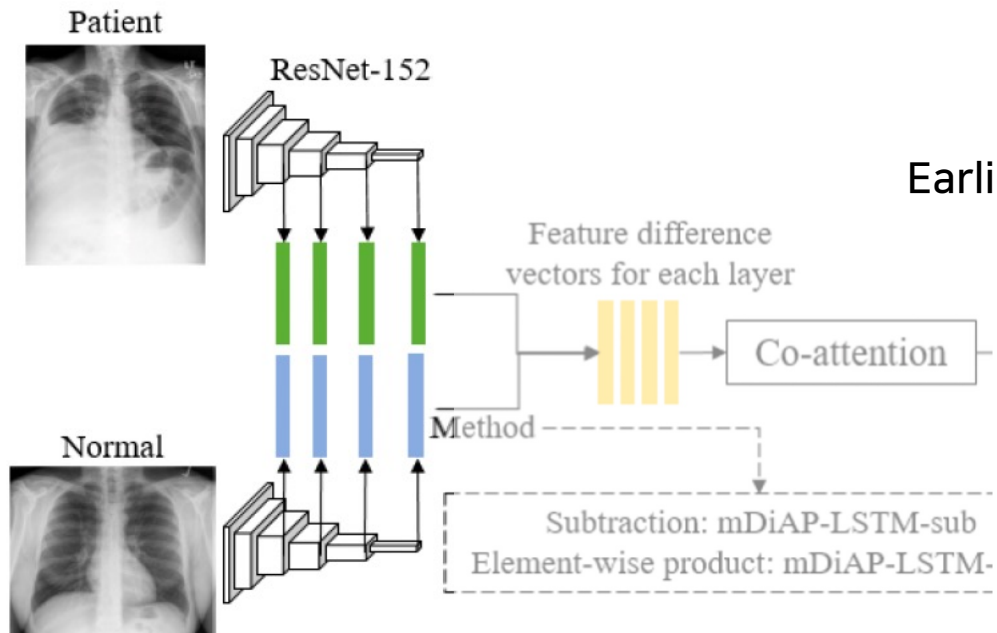 Patient
ResNet-152
Earli
Feature difference
vectors for each layer
Co-attention
Method
Normal
Subtraction: mDiAP-LSTM-sub
Element-wise product: mDiAP-LSTM-